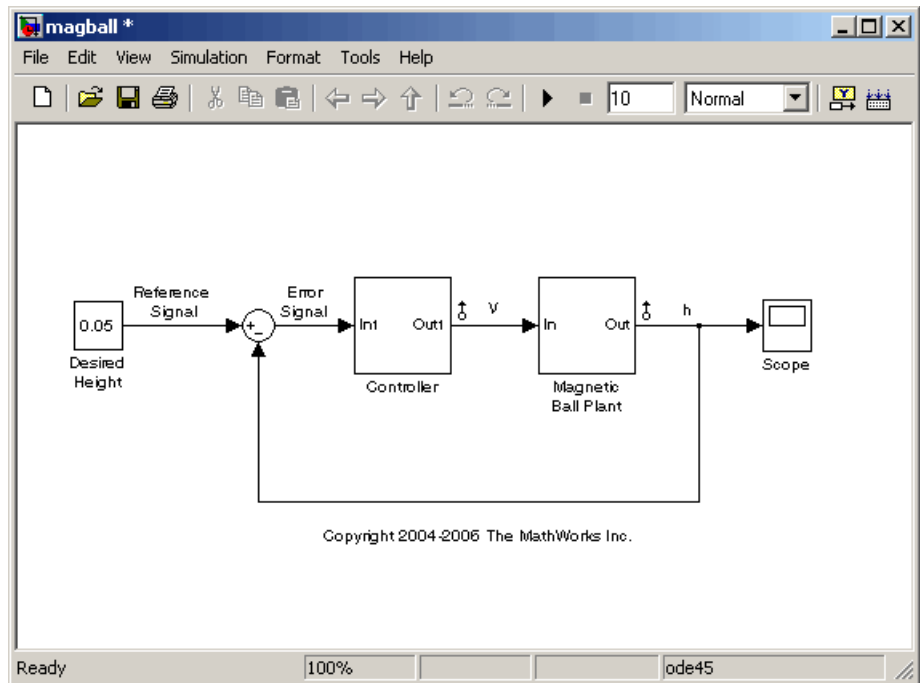 magball *
File Edit View Simulation Format Tools Help
10 Normal
Reference
Signal
Error
Signal
0.05
Desired
Height
+
-
In1 Out1
Controller
V
In Out
Magnetic
Ball Plant
h
Scope
Copyright 2004-2006 The MathWorks Inc.
Ready 100% ode45